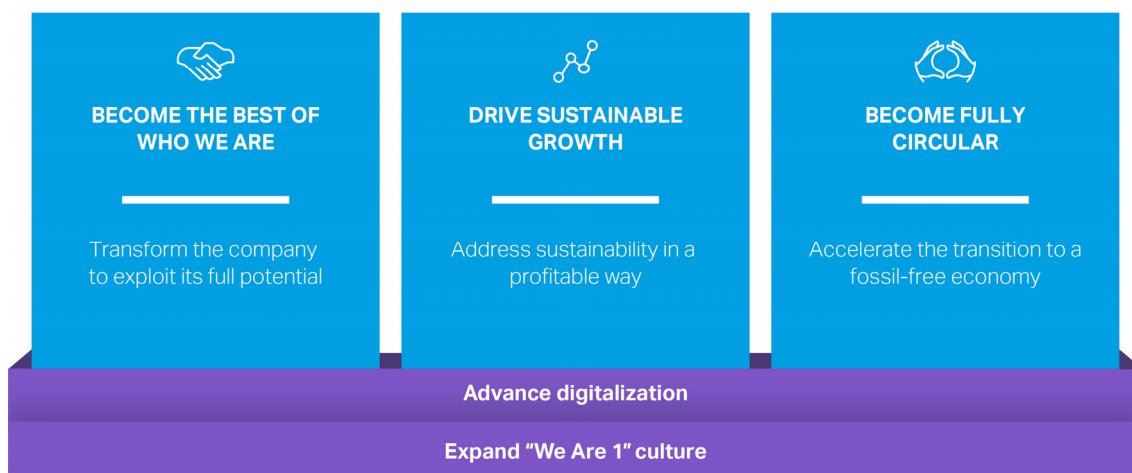 BECOME THE BEST OF
WHO WE ARE
Transform the company
to exploit its full potential
DRIVE SUSTAINABLE
GROWTH
Address sustainability in a
profitable way
BECOME FULLY
CIRCULAR
Accelerate the transition to a
fossil-free economy
Advance digitalization
Expand “We Are 1” culture